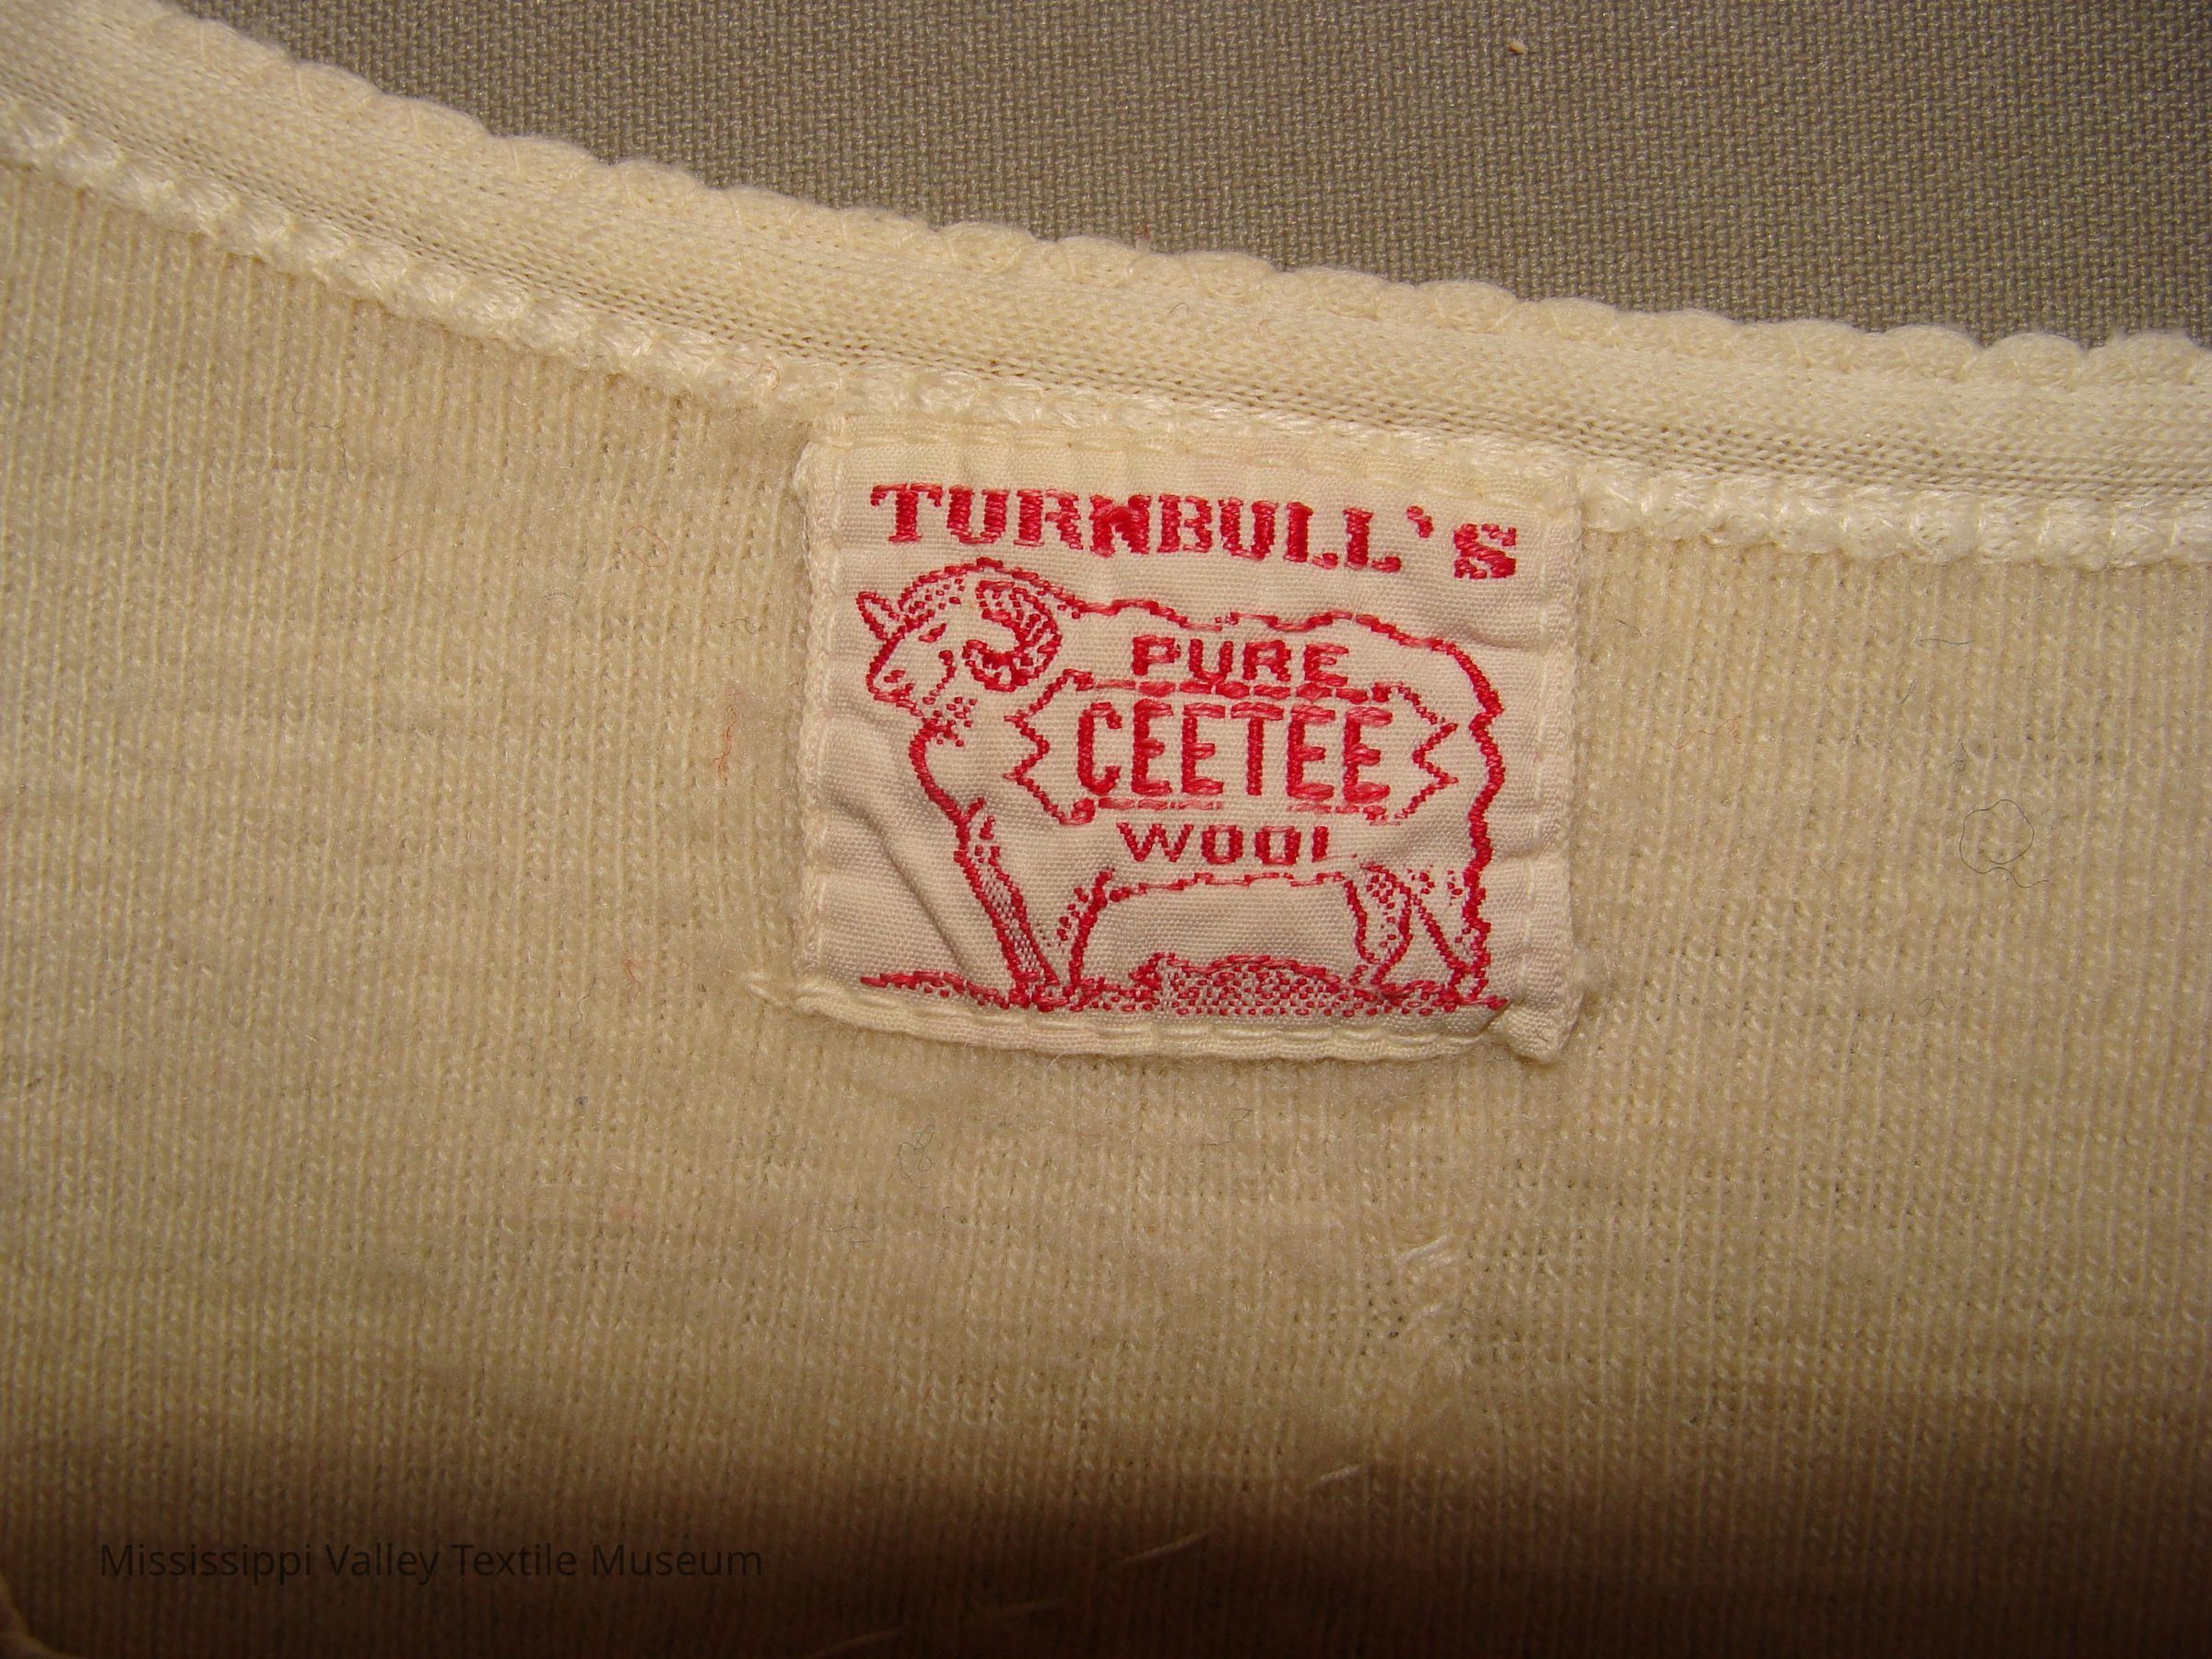 TURNBULL'S
PURE
CEETEE
WOOL
Mississippi Valley Textile Museum